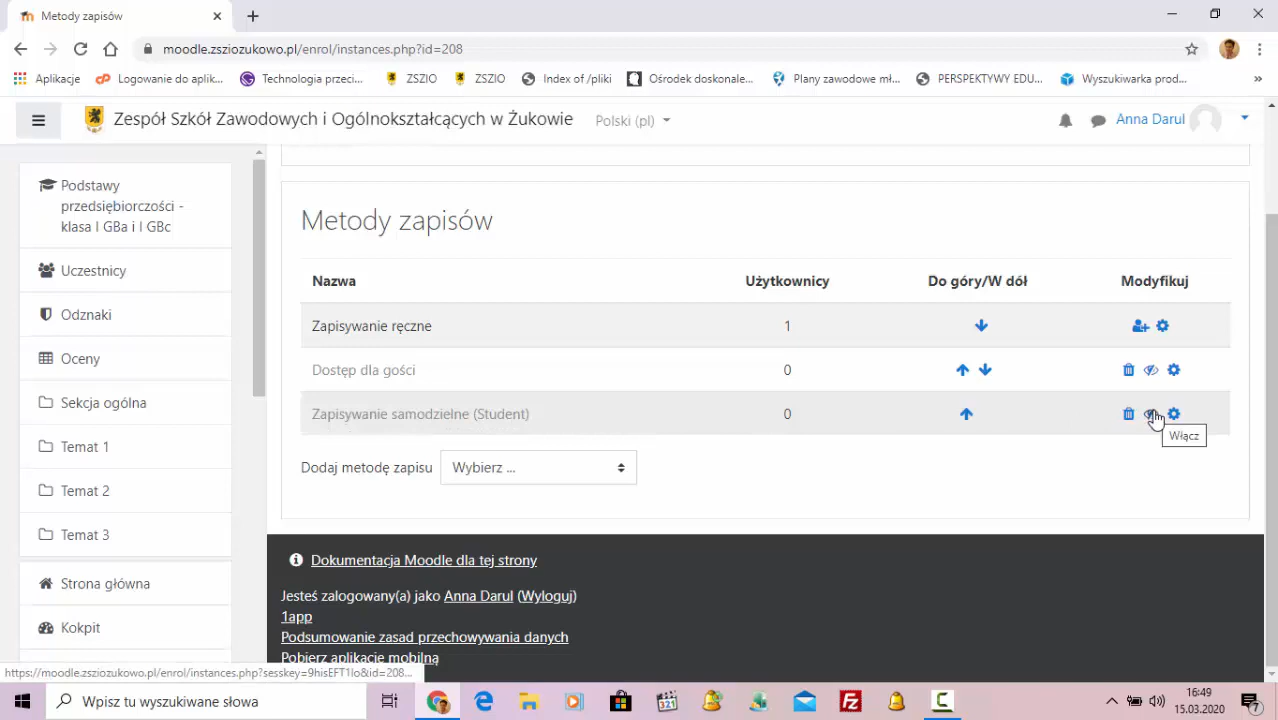 Metody zapisów
moodle.zsziozukowo.pl/enrol/instances.php?id=208
Aplikacje Logowanie do aplik... Technologia przeci... ZSZIO ZSZIO Index of /pliki Ośrodek doskonale... Plany zawodowe mł... PERSPEKTYWY EDU... Wyszukiwarka prod... »
Zespół Szkół Zawodowych i Ogólnokształcących w Żukowie Polski (pl) Anna Darul
Podstawy
przedsiębiorczości -
klasa I GBa i I GBc
Uczestnicy
Odznaki
Oceny
Sekcja ogólna
Temat 1
Temat 2
Temat 3
Strona główna
Kokpit
Metody zapisów
Nazwa Użytkownicy Do góry/W dół Modyfikuj
Zapisywanie ręczne 1
Dostęp dla gości 0
Zapisywanie samodzielne (Student) 0
Włącz
Dodaj metodę zapisu Wybierz ...
Dokumentacja Moodle dla tej strony
Jesteś zalogowany(a) jako Anna Darul (Wyloguj)
1app
Podsumowanie zasad przechowywania danych
Pobierz aplikację mobilną
https://moodle.zsziozukowo.pl/enrol/instances.php?sesskey=9hisEFT1Io&id=208...
Wpisz tu wyszukiwane słowa
321
16:49
15.03.2020
7